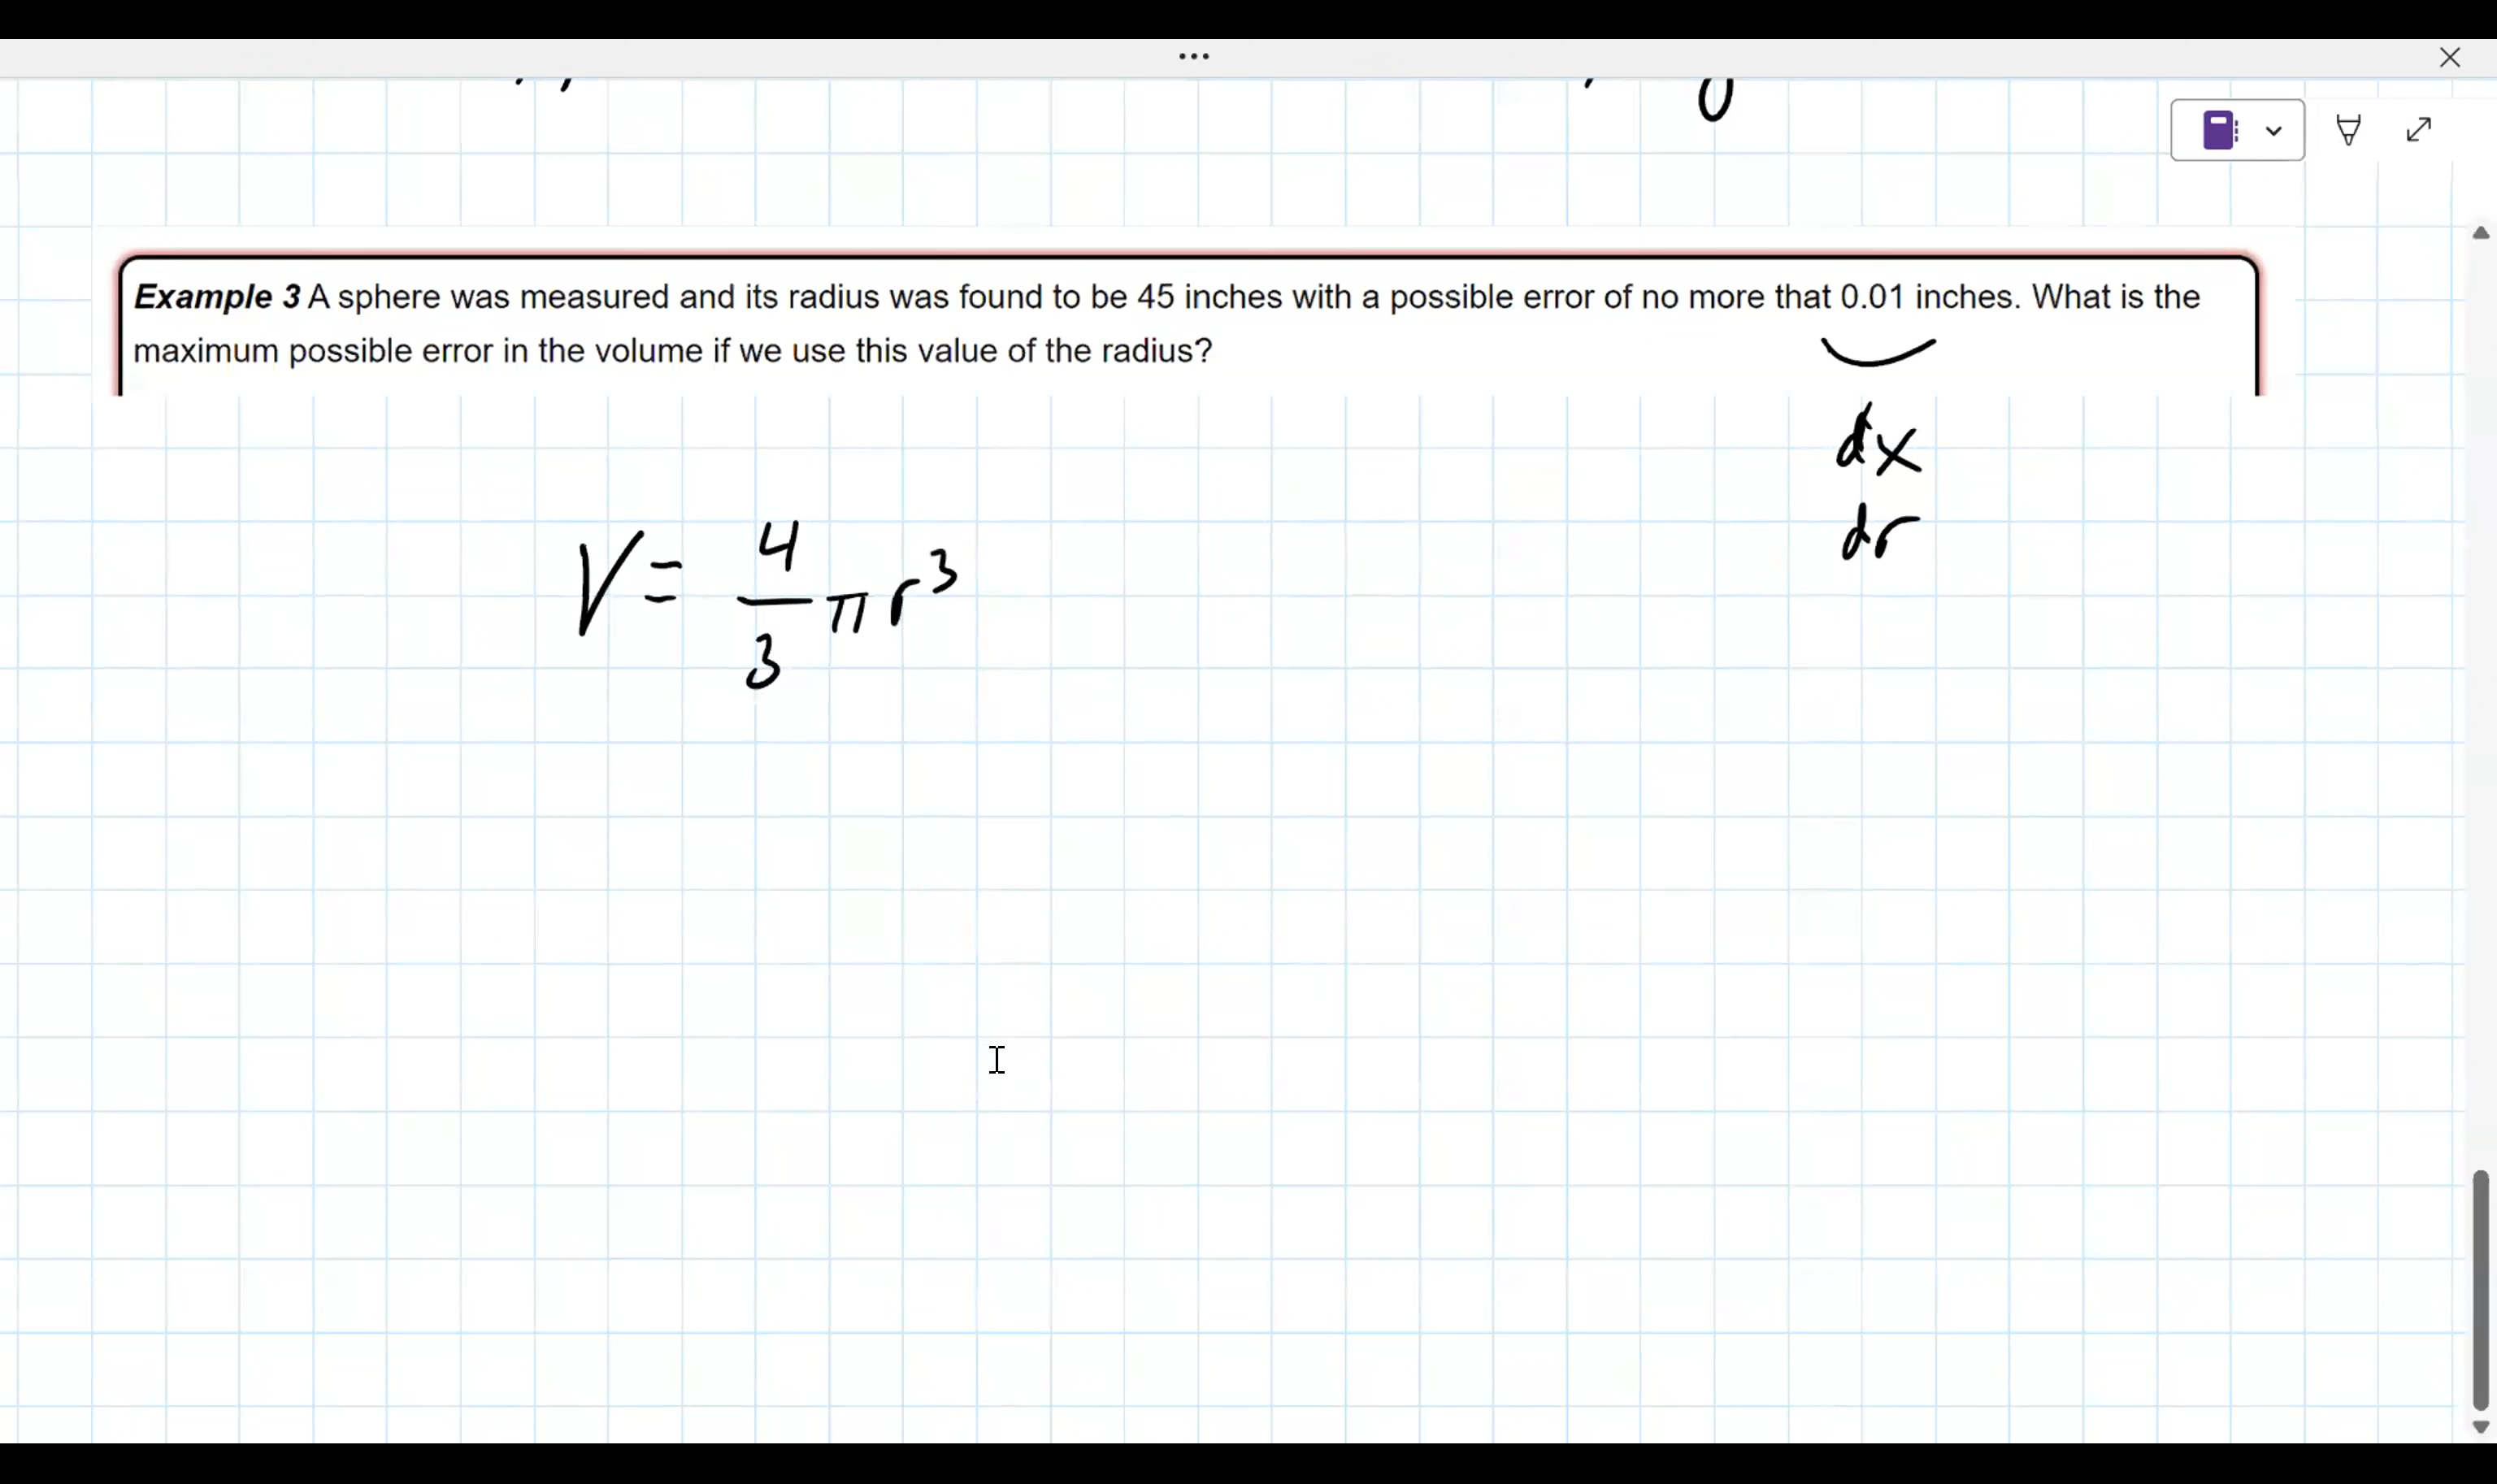 Example 3 A sphere was measured and its radius was found to be 45 inches with a possible error of no more that 0.01 inches. What is the
maximum possible error in the volume if we use this value of the radius?
dx
dr
V = 4/3 π r³